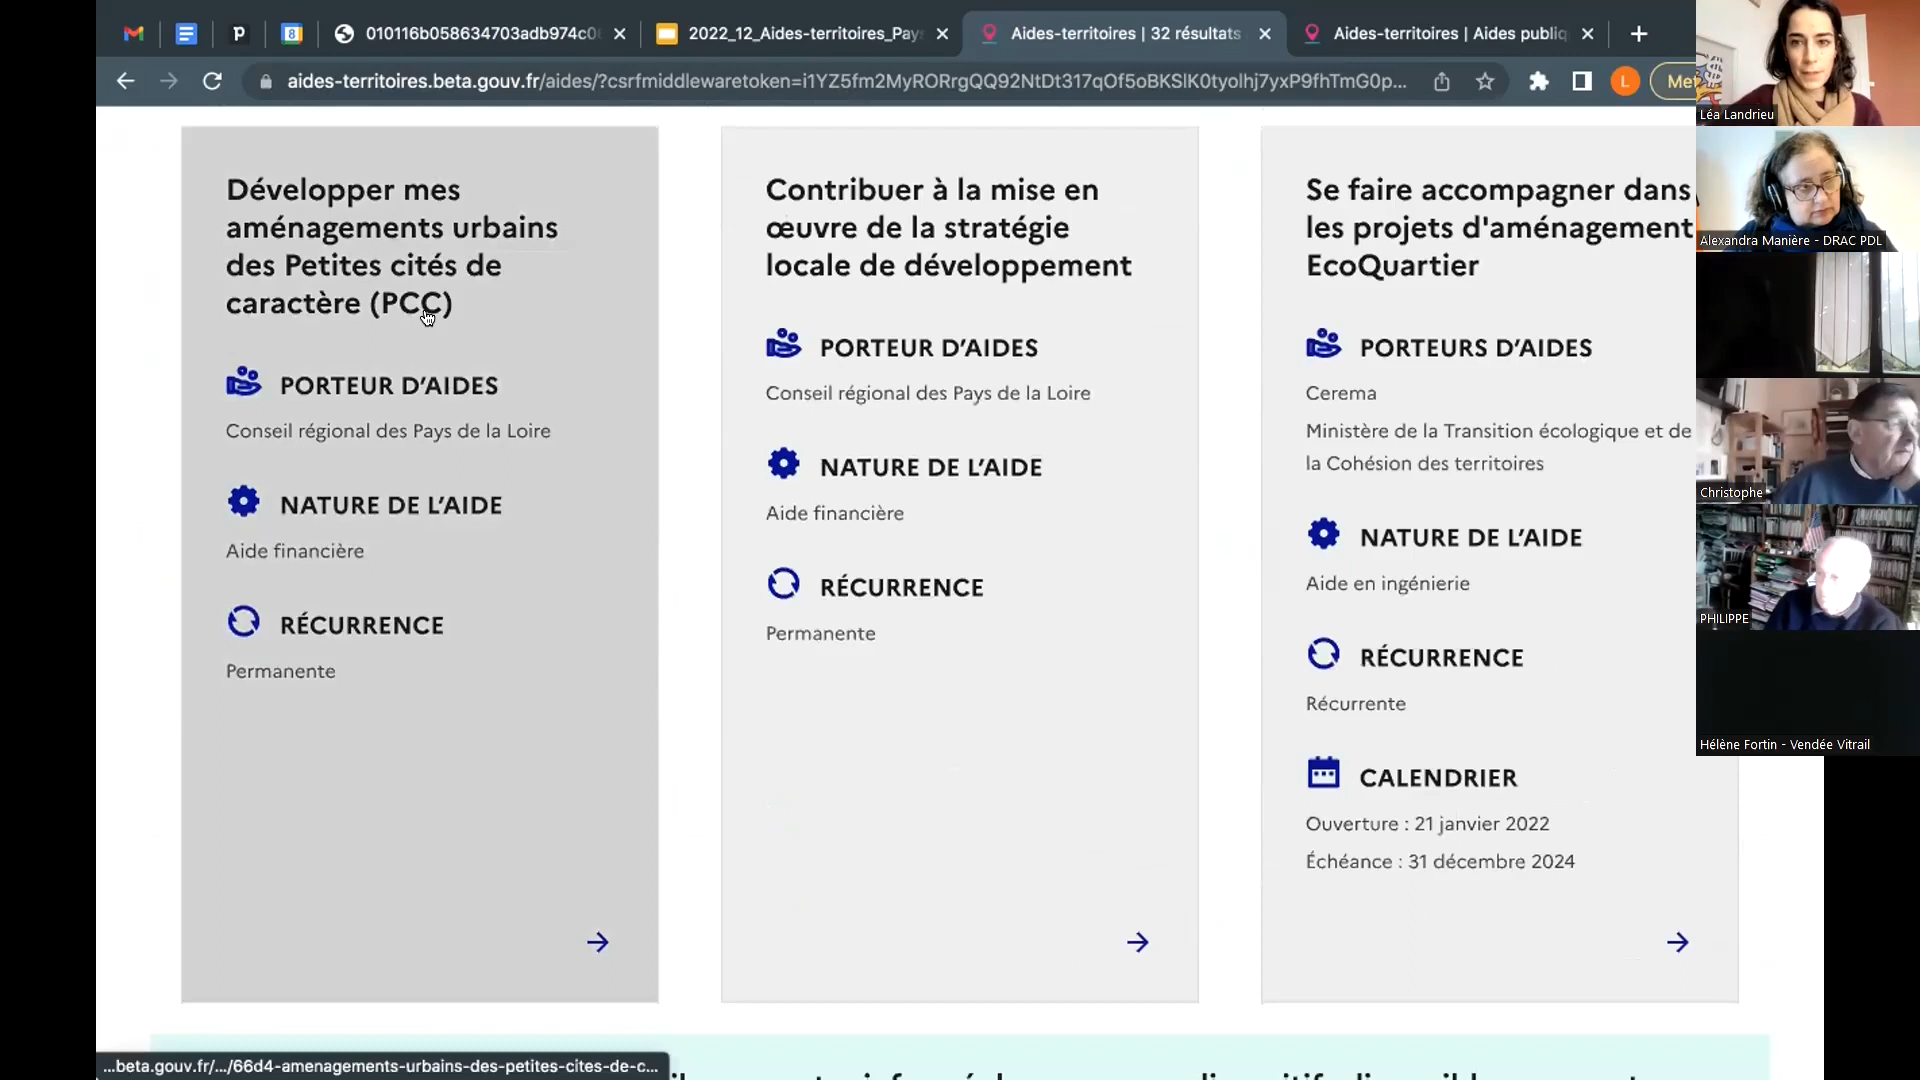 010116b058634703adb974c0
2022_12_Aides-territoires_Pay
Aides-territoires | 32 résultats
Aides-territoires | Aides publiq
aides-territoires.beta.gouv.fr/aides/?csrfmiddlewaretoken=i1YZ5fm2MyRORrgQQ92NtDt317qOf5oBKSlK0tyolhj7yxP9fhTmG0p...
L
Met
Développer mes
aménagements urbains
des Petites cités de
caractère (PCC)
PORTEUR D’AIDES
Conseil régional des Pays de la Loire
NATURE DE L’AIDE
Aide financière
RÉCURRENCE
Permanente
Contribuer à la mise en
œuvre de la stratégie
locale de développement
PORTEUR D’AIDES
Conseil régional des Pays de la Loire
NATURE DE L’AIDE
Aide financière
RÉCURRENCE
Permanente
Se faire accompagner dans
les projets d'aménagement
EcoQuartier
PORTEURS D’AIDES
Cerema
Ministère de la Transition écologique et de
la Cohésion des territoires
NATURE DE L’AIDE
Aide en ingénierie
RÉCURRENCE
Récurrente
CALENDRIER
Ouverture : 21 janvier 2022
Échéance : 31 décembre 2024
Léa Landrieu
Alexandra Manière - DRAC PDL
Christophe
PHILIPPE
Hélène Fortin - Vendée Vitrail
...beta.gouv.fr/.../66d4-amenagements-urbains-des-petites-cites-de-c...